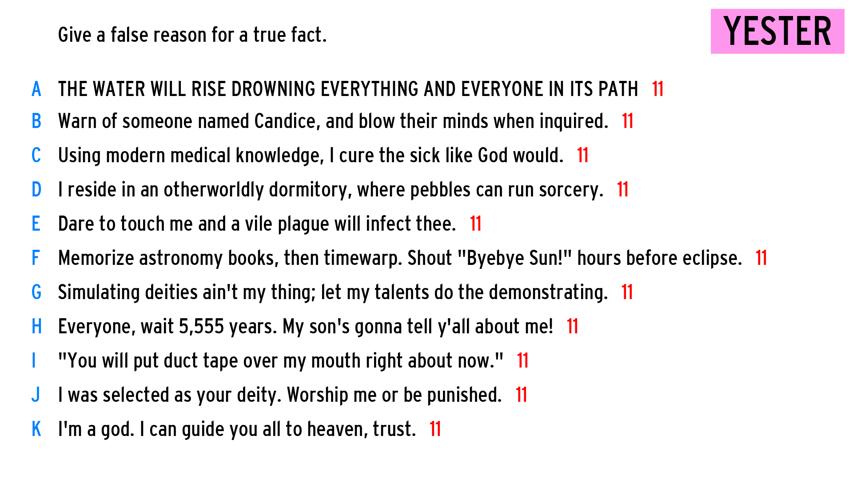 Give a false reason for a true fact.
YESTER
A THE WATER WILL RISE DROWNING EVERYTHING AND EVERYONE IN ITS PATH 11
B Warn of someone named Candice, and blow their minds when inquired. 11
C Using modern medical knowledge, I cure the sick like God would. 11
D I reside in an otherworldly dormitory, where pebbles can run sorcery. 11
E Dare to touch me and a vile plague will infect thee. 11
F Memorize astronomy books, then timewarp. Shout "Byebye Sun!" hours before eclipse. 11
G Simulating deities ain't my thing; let my talents do the demonstrating. 11
H Everyone, wait 5,555 years. My son's gonna tell y'all about me! 11
I "You will put duct tape over my mouth right about now." 11
J I was selected as your deity. Worship me or be punished. 11
K I'm a god. I can guide you all to heaven, trust. 11